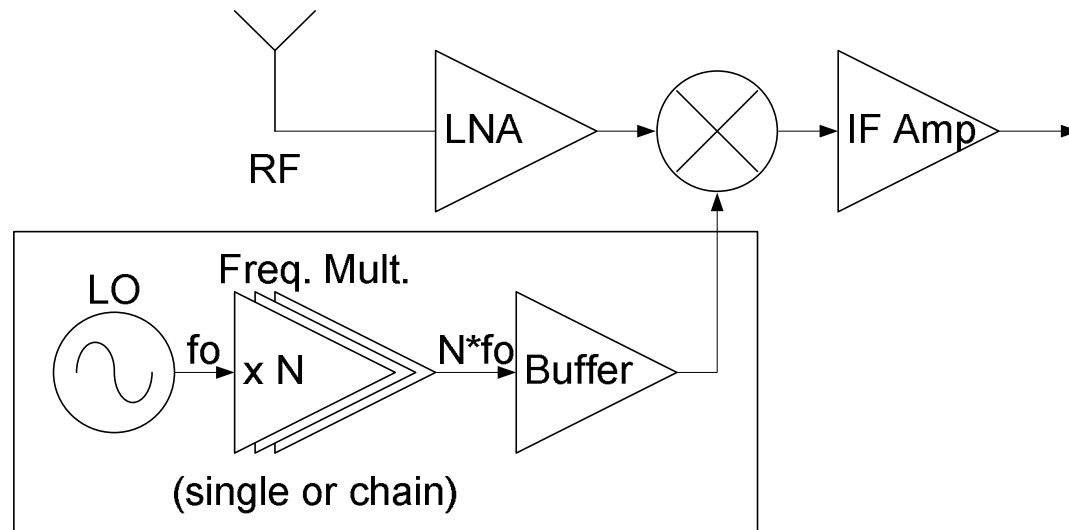 LNA
IF Amp
RF
Freq. Mult.
LO
fo
x N
N*fo
Buffer
(single or chain)